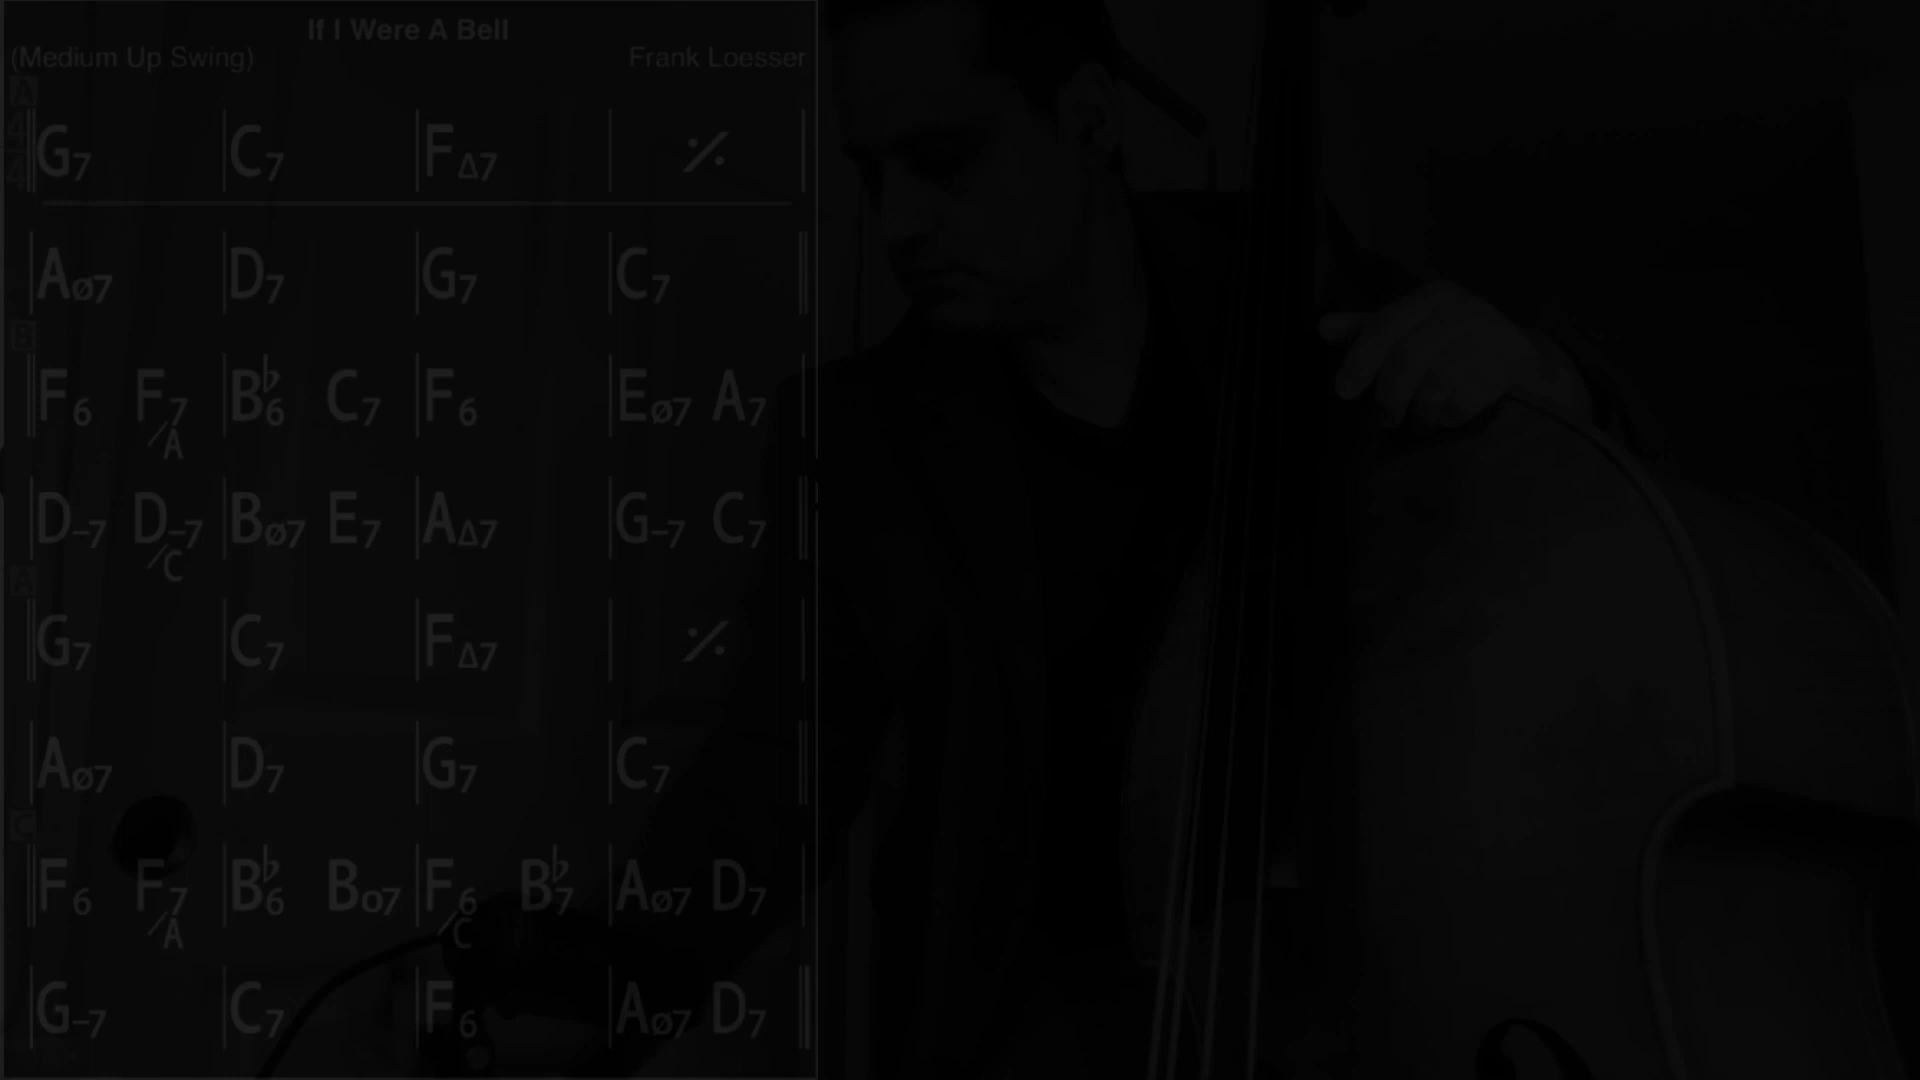 If I Were A Bell
(Medium Up Swing) Frank Loesser
A
4/4 G7 | C7 | FΔ7 | 𝄎
Aø7 | D7 | G7 | C7
B
F6 F7/A | B♭6 C7 | F6 | Eø7 A7
D–7 D–7/C | Bø7 E7 | AΔ7 | G–7 C7
A
G7 | C7 | FΔ7 | 𝄎
Aø7 | D7 | G7 | C7
C
F6 F7/A | B♭6 Bo7 | F6/C B♭7 | Aø7 D7
G–7 | C7 | F6 | Aø7 D7